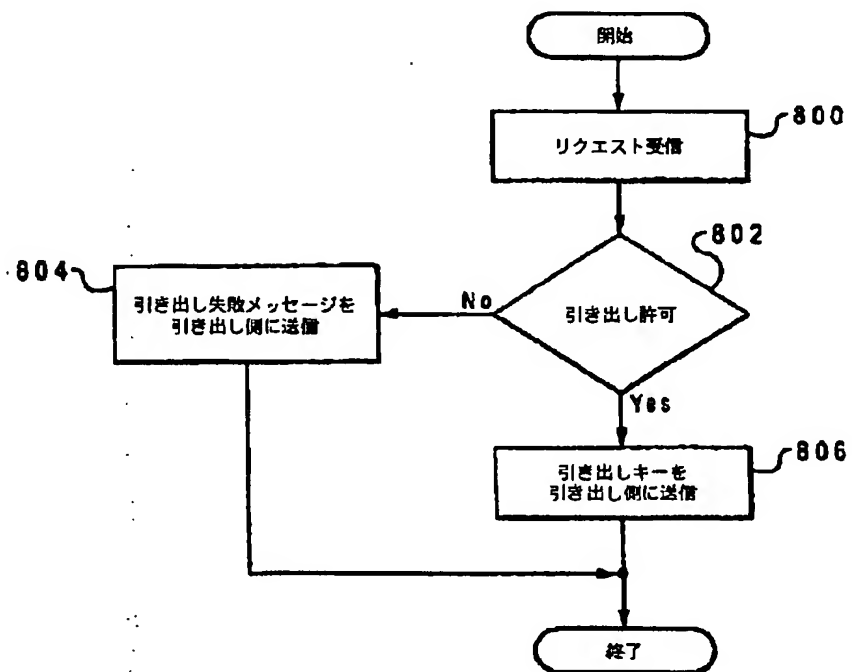 開始
リクエスト受信
800
引き出し許可
802
No
引き出し失敗メッセージを
引き出し側に送信
804
Yes
引き出しキーを
引き出し側に送信
806
終了